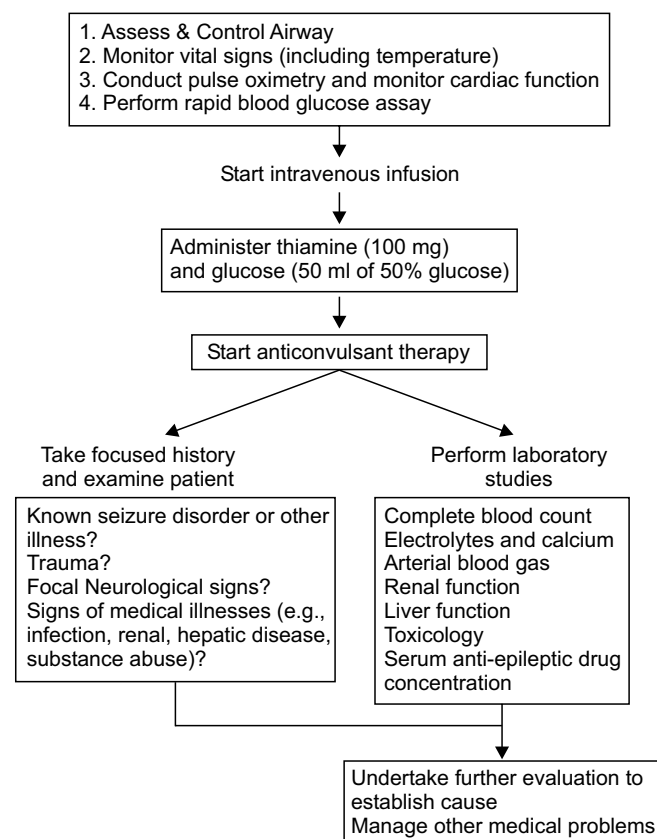 1. Assess & Control Airway
2. Monitor vital signs (including temperature)
3. Conduct pulse oximetry and monitor cardiac function
4. Perform rapid blood glucose assay
Start intravenous infusion
Administer thiamine (100 mg)
and glucose (50 ml of 50% glucose)
Start anticonvulsant therapy
Take focused history
and examine patient
Known seizure disorder or other
illness?
Trauma?
Focal Neurological signs?
Signs of medical illnesses (e.g.,
infection, renal, hepatic disease,
substance abuse)?
Perform laboratory
studies
Complete blood count
Electrolytes and calcium
Arterial blood gas
Renal function
Liver function
Toxicology
Serum anti-epileptic drug
concentration
Undertake further evaluation to
establish cause
Manage other medical problems